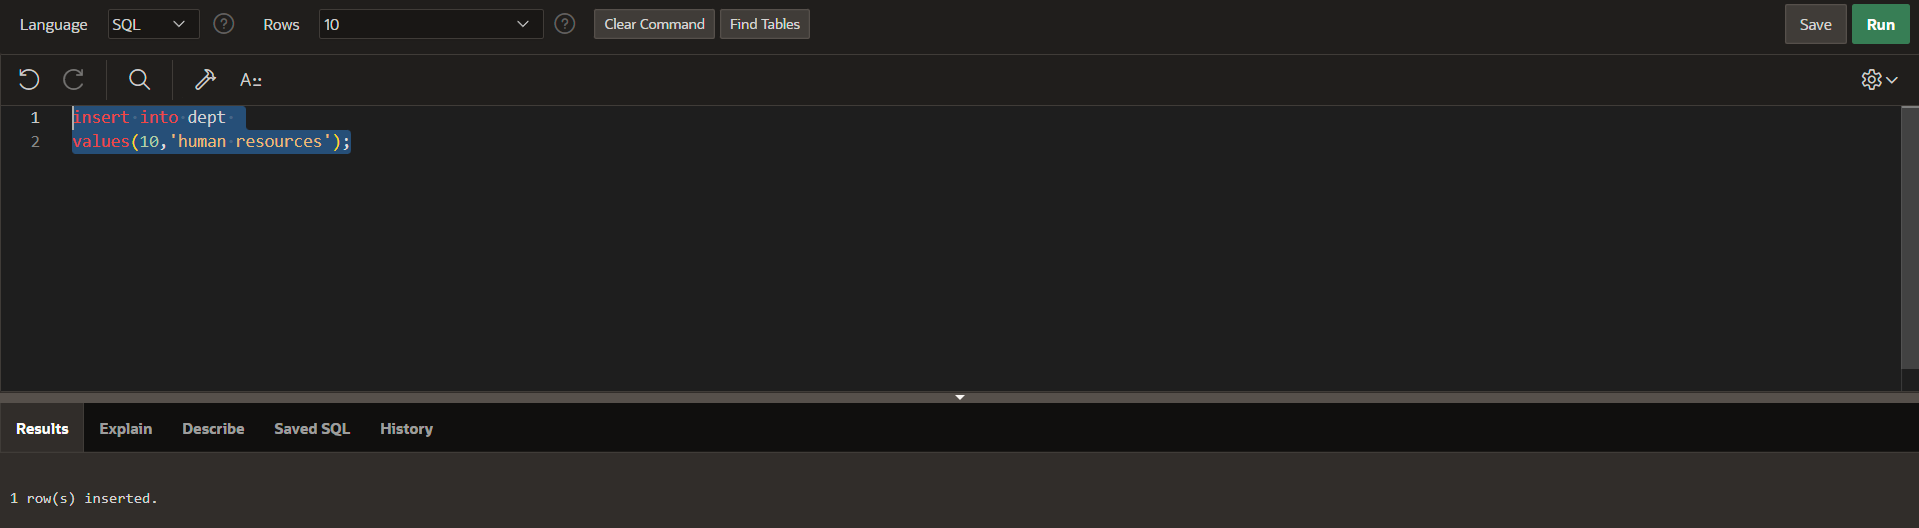 Language SQL Rows 10 Clear Command Find Tables Save Run
A
1 insert into dept
2 values(10,'human resources');
Results Explain Describe Saved SQL History
1 row(s) inserted.